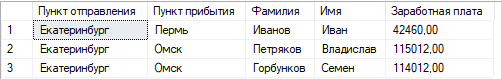 Пункт отправления Пункт прибытия Фамилия Имя Заработная плата
1 Екатеринбург Пермь Иванов Иван 42460,00
2 Екатеринбург Омск Петряков Владислав 115012,00
3 Екатеринбург Омск Горбунков Семен 114012,00